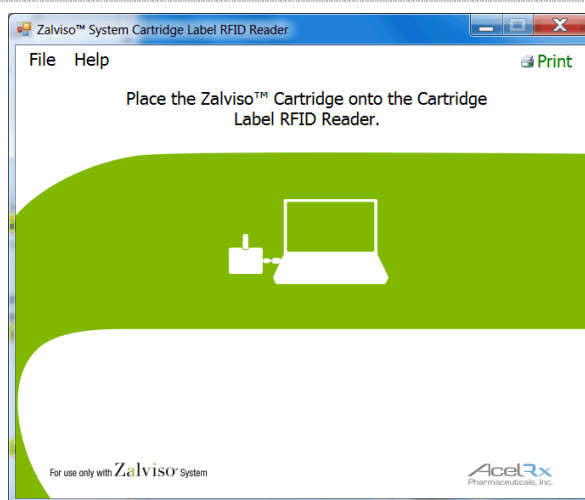 Zalviso™ System Cartridge Label RFID Reader
File Help Print
Place the Zalviso™ Cartridge onto the Cartridge
Label RFID Reader.
For use only with Zalviso™ System
AcelRx
Pharmaceuticals, Inc.